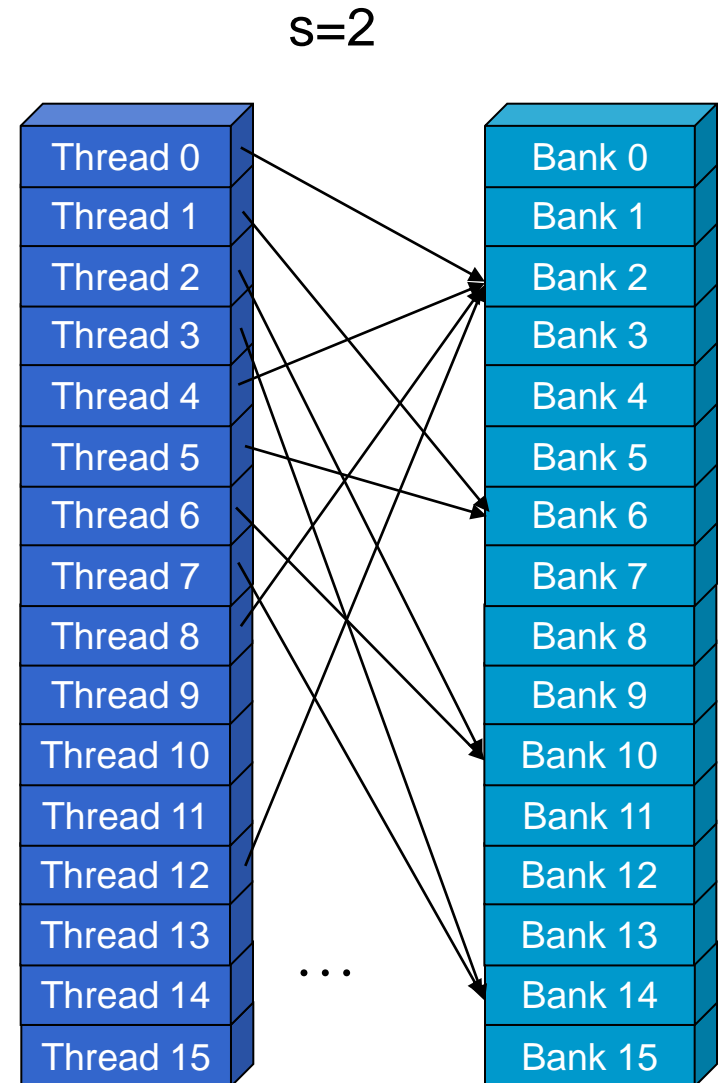 s=2
Thread 0
Thread 1
Thread 2
Thread 3
Thread 4
Thread 5
Thread 6
Thread 7
Thread 8
Thread 9
Thread 10
Thread 11
Thread 12
Thread 13
Thread 14
Thread 15
…
Bank 0
Bank 1
Bank 2
Bank 3
Bank 4
Bank 5
Bank 6
Bank 7
Bank 8
Bank 9
Bank 10
Bank 11
Bank 12
Bank 13
Bank 14
Bank 15